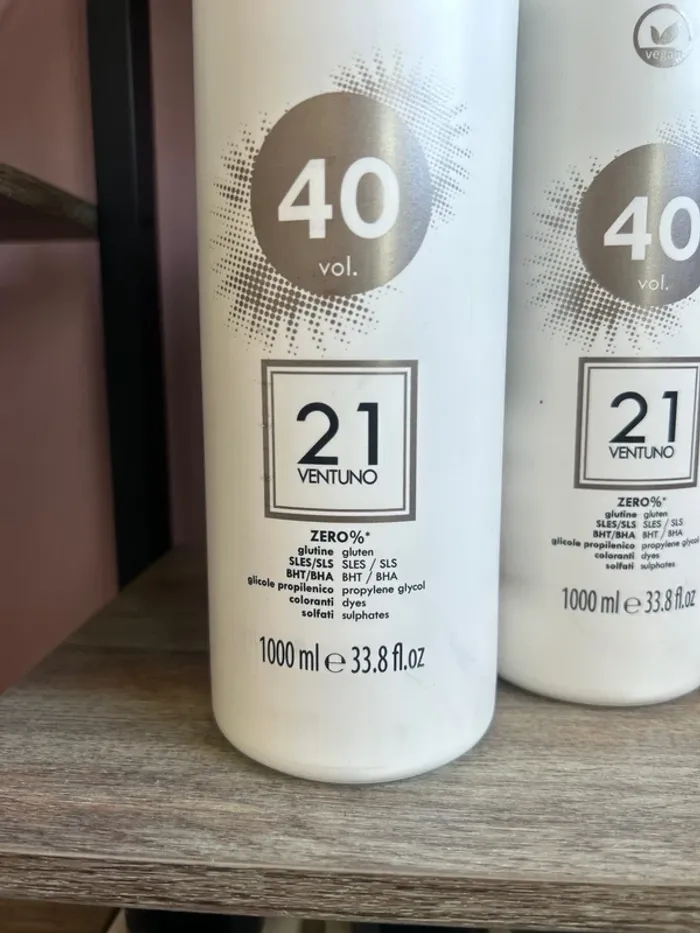 40
vol.
21
VENTUNO
ZERO%*
glutine gluten
SLES/SLS SLES / SLS
BHT/BHA BHT / BHA
glicole propilenico propylene glycol
coloranti dyes
solfati sulphates
1000 ml ℮ 33.8 fl.oz
vegan
40
vol.
21
VENTUNO
ZERO%*
glutine gluten
SLES/SLS SLES / SLS
BHT/BHA BHT / BHA
glicole propilenico propylene glycol
coloranti dyes
solfati sulphates
1000 ml ℮ 33.8 fl.oz